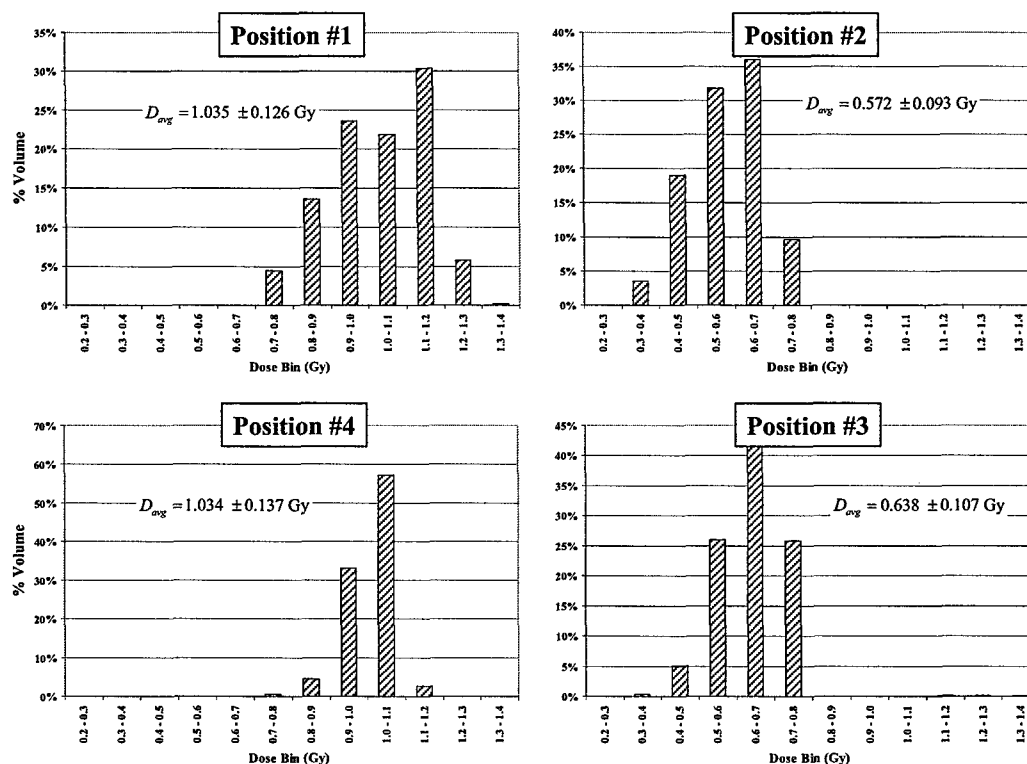 Position #1
35%
30%
25%
20%
15%
10%
5%
0%
% Volume
D_avg = 1.035 ±0.126 Gy
0.2 - 0.3
0.3 - 0.4
0.4 - 0.5
0.5 - 0.6
0.6 - 0.7
0.7 - 0.8
0.8 - 0.9
0.9 - 1.0
1.0 - 1.1
1.1 - 1.2
1.2 - 1.3
1.3 - 1.4
Dose Bin (Gy)
Position #2
40%
35%
30%
25%
20%
15%
10%
5%
0%
D_avg = 0.572 ±0.093 Gy
0.2 - 0.3
0.3 - 0.4
0.4 - 0.5
0.5 - 0.6
0.6 - 0.7
0.7 - 0.8
0.8 - 0.9
0.9 - 1.0
1.0 - 1.1
1.1 - 1.2
1.2 - 1.3
1.3 - 1.4
Dose Bin (Gy)
Position #4
70%
60%
50%
40%
30%
20%
10%
0%
% Volume
D_avg = 1.034 ±0.137 Gy
0.2 - 0.3
0.3 - 0.4
0.4 - 0.5
0.5 - 0.6
0.6 - 0.7
0.7 - 0.8
0.8 - 0.9
0.9 - 1.0
1.0 - 1.1
1.1 - 1.2
1.2 - 1.3
1.3 - 1.4
Dose Bin (Gy)
Position #3
45%
40%
35%
30%
25%
20%
15%
10%
5%
0%
D_avg = 0.638 ±0.107 Gy
0.2 - 0.3
0.3 - 0.4
0.4 - 0.5
0.5 - 0.6
0.6 - 0.7
0.7 - 0.8
0.8 - 0.9
0.9 - 1.0
1.0 - 1.1
1.1 - 1.2
1.2 - 1.3
1.3 - 1.4
Dose Bin (Gy)